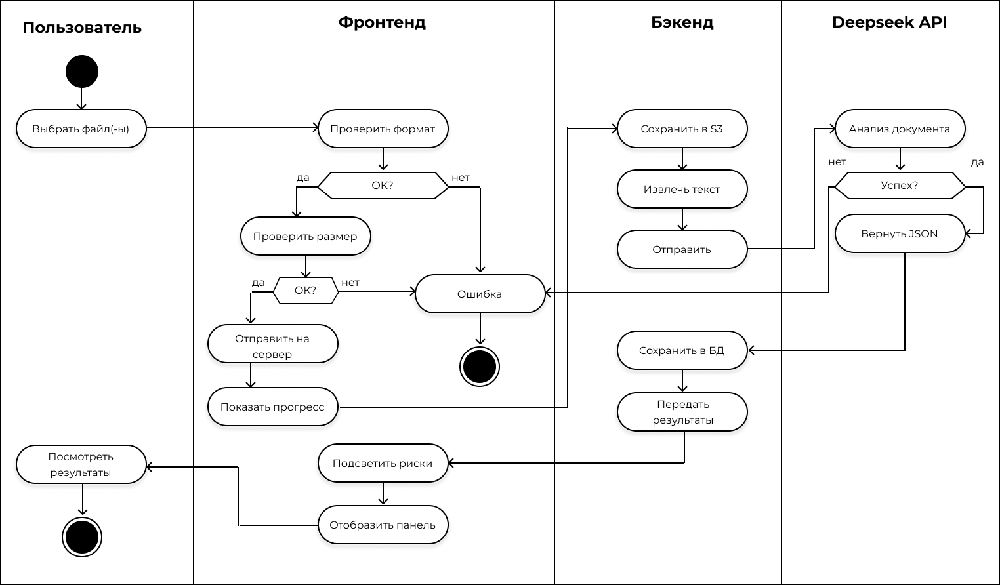 Пользователь
Фронтенд
Бэкенд
Deepseek API
Выбрать файл(-ы)
Проверить формат
Сохранить в S3
Анализ документа
да
ОК?
нет
нет
Успех?
да
Извлечь текст
Проверить размер
Вернуть JSON
Отправить
да
ОК?
нет
Ошибка
Отправить на
сервер
Сохранить в БД
Показать прогресс
Передать
результаты
Посмотреть
результаты
Подсветить риски
Отобразить панель